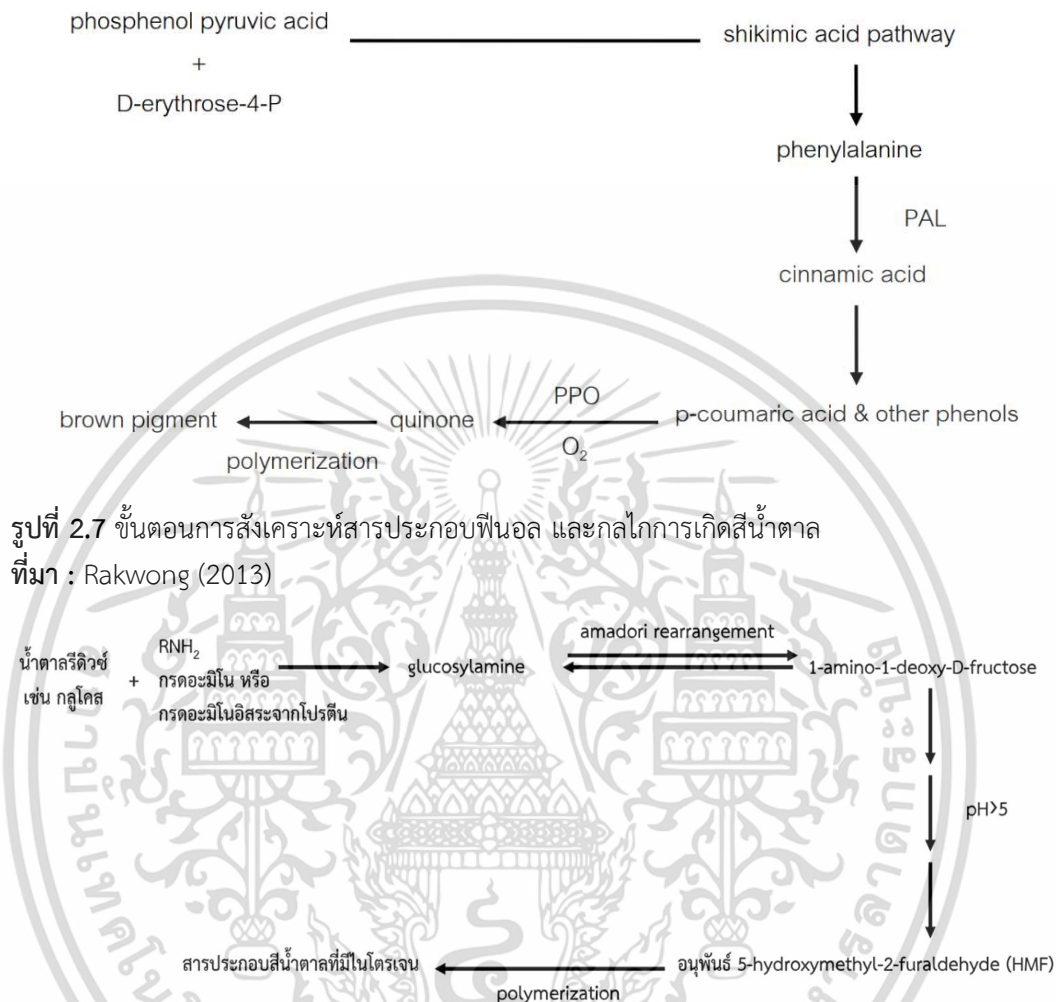 phosphenol pyruvic acid
+
D-erythrose-4-P
shikimic acid pathway
phenylalanine
PAL
cinnamic acid
p-coumaric acid & other phenols
PPO
O₂
quinone
polymerization
brown pigment
รูปที่ 2.7 ขั้นตอนการสังเคราะห์สารประกอบฟีนอล และกลไกการเกิดสีน้ำตาล
ที่มา : Rakwong (2013)
น้ำตาลรีดิวซ์
เช่น กลูโคส
+
RNH₂
กรดอะมิโน หรือ
กรดอะมิโนอิสระจากโปรตีน
glucosylamine
amadori rearrangement
1-amino-1-deoxy-D-fructose
pH>5
อนุพันธ์ 5-hydroxymethyl-2-furaldehyde (HMF)
polymerization
สารประกอบสีน้ำตาลที่มีไนโตรเจน